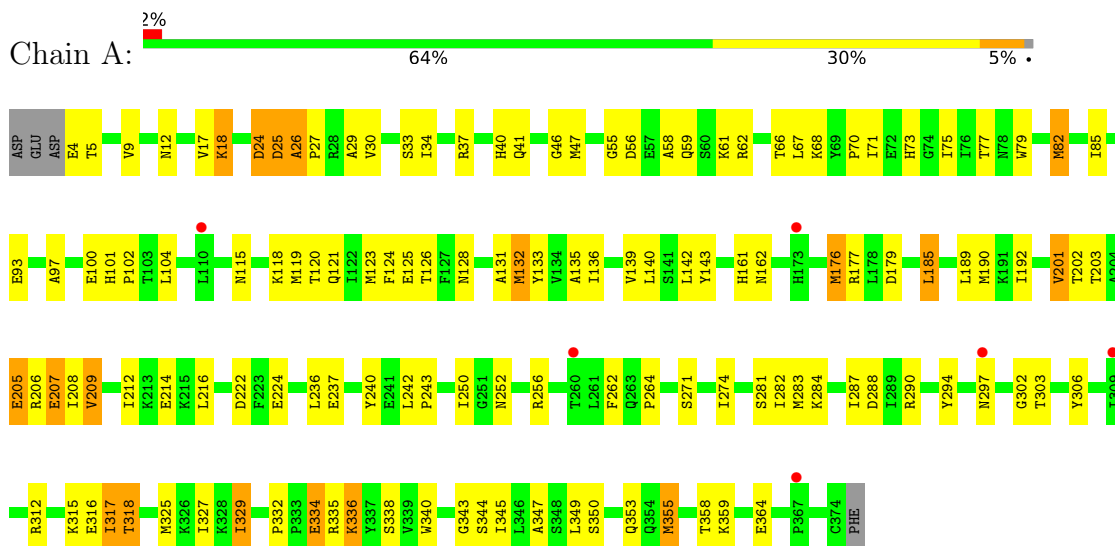 2%
Chain A:
64% 30% 5% •
ASP GLU ASP E4 T5 V9 N12 V17 K18 D24 D25 A26 P27 R28 A29 V30 S33 I34 R37 H40 Q41 G46 M47 G55 D56 E57 A58 Q59 S60 K61 R62 T66 L67 K68 Y69 P70 I71 E72 H73 G74 I75 I76 T77 N78 W79 M82 I85
E93 A97 E100 H101 P102 T103 L104 L110 N115 K118 M119 T120 Q121 I122 M123 F124 E125 T126 F127 N128 A131 M132 Y133 V134 A135 I136 V139 L140 S141 L142 Y143 H161 N162 H173 M176 R177 L178 D179 L185 L189 M190 K191 I192 V201 T202 T203 A204
E205 R206 E207 I208 V209 I212 K213 E214 K215 L216 D222 F223 E224 L236 E237 Y240 E241 L242 P243 I250 G251 N252 R256 T260 L261 F262 Q263 P264 S271 I274 S281 I282 M283 K284 I287 D288 I289 R290 Y294 N297 G302 T303 Y306 I309
R312 K315 E316 I317 T318 M325 K326 I327 K328 I329 P332 P333 E334 R335 K336 Y337 S338 V339 W340 G343 S344 I345 L346 A347 S348 L349 S350 Q353 Q354 M355 T358 K359 E364 P367 C374 PHE